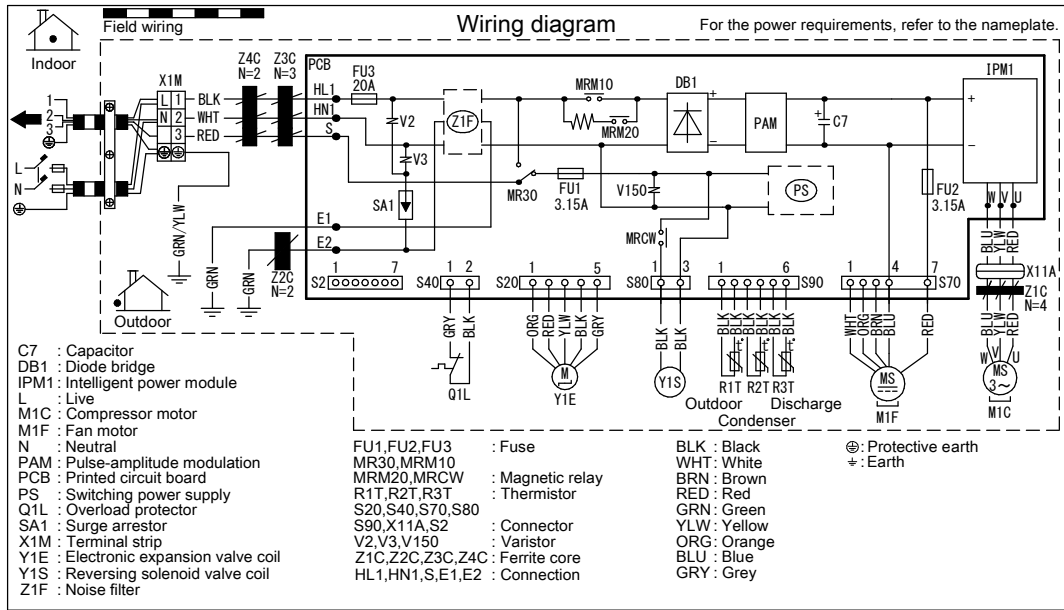 Field wiring
Wiring diagram
For the power requirements, refer to the nameplate.
Indoor
Z4C N=2
Z3C N=3
PCB
X1M
HL1
FU3 20A
MRM10
DB1
IPM1
1
2
3
L 1 BLK
N 2 WHT
3 RED
HN1
S
V2
Z1F
MRM20
PAM
C7
+
−
L
N
V3
SA1
MR30
FU1 3.15A
V150
PS
FU2 3.15A
W V U
GRN/YLW
E1
E2
MRCW
BLU YLW RED
X11A
Z1C N=4
GRN
GRN
Z2C N=2
S2 1 7
S40 1 2
S20 1 5
S80 1 3
1 6 S90
1 4 7 S70
Outdoor
GRY BLK
ORG RED YLW BLK GRY
BLK BLK
BLK BLK BLK BLK BLK BLK
WHT ORG BRN BLU RED
BLU YLW RED
W V U
Q1L
M
Y1E
Y1S
t° t° t°
R1T R2T R3T
Outdoor Discharge
Condenser
MS
M1F
MS 3~
M1C
C7 : Capacitor
DB1 : Diode bridge
IPM1 : Intelligent power module
L : Live
M1C : Compressor motor
M1F : Fan motor
N : Neutral
PAM : Pulse-amplitude modulation
PCB : Printed circuit board
PS : Switching power supply
Q1L : Overload protector
SA1 : Surge arrestor
X1M : Terminal strip
Y1E : Electronic expansion valve coil
Y1S : Reversing solenoid valve coil
Z1F : Noise filter
FU1,FU2,FU3 : Fuse
MR30,MRM10
MRM20,MRCW : Magnetic relay
R1T,R2T,R3T : Thermistor
S20,S40,S70,S80
S90,X11A,S2 : Connector
V2,V3,V150 : Varistor
Z1C,Z2C,Z3C,Z4C : Ferrite core
HL1,HN1,S,E1,E2 : Connection
BLK : Black
WHT : White
BRN : Brown
RED : Red
GRN : Green
YLW : Yellow
ORG : Orange
BLU : Blue
GRY : Grey
: Protective earth
: Earth